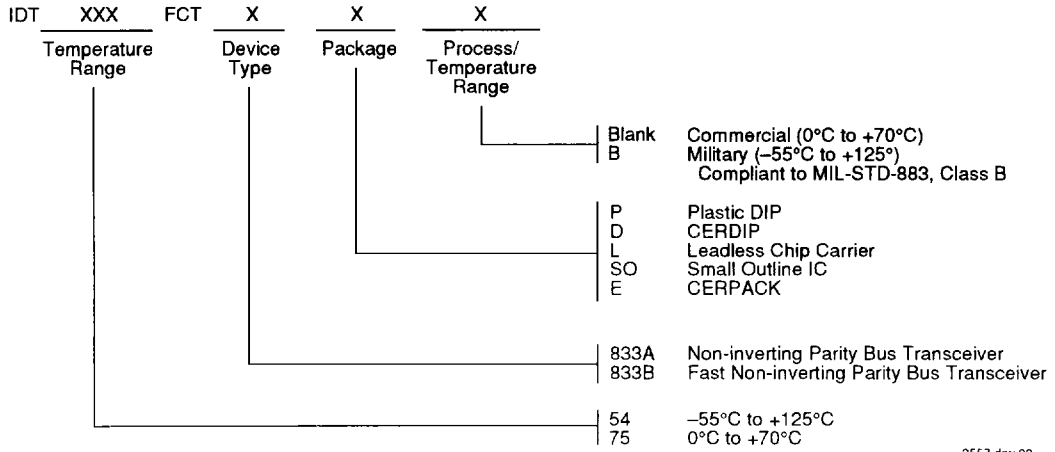 IDT XXX FCT X X X
Temperature Range
Device Type
Package
Process/ Temperature Range
Blank Commercial (0°C to +70°C)
B Military (–55°C to +125°)
Compliant to MIL-STD-883, Class B
P Plastic DIP
D CERDIP
L Leadless Chip Carrier
SO Small Outline IC
E CERPACK
833A Non-inverting Parity Bus Transceiver
833B Fast Non-inverting Parity Bus Transceiver
54 –55°C to +125°C
75 0°C to +70°C